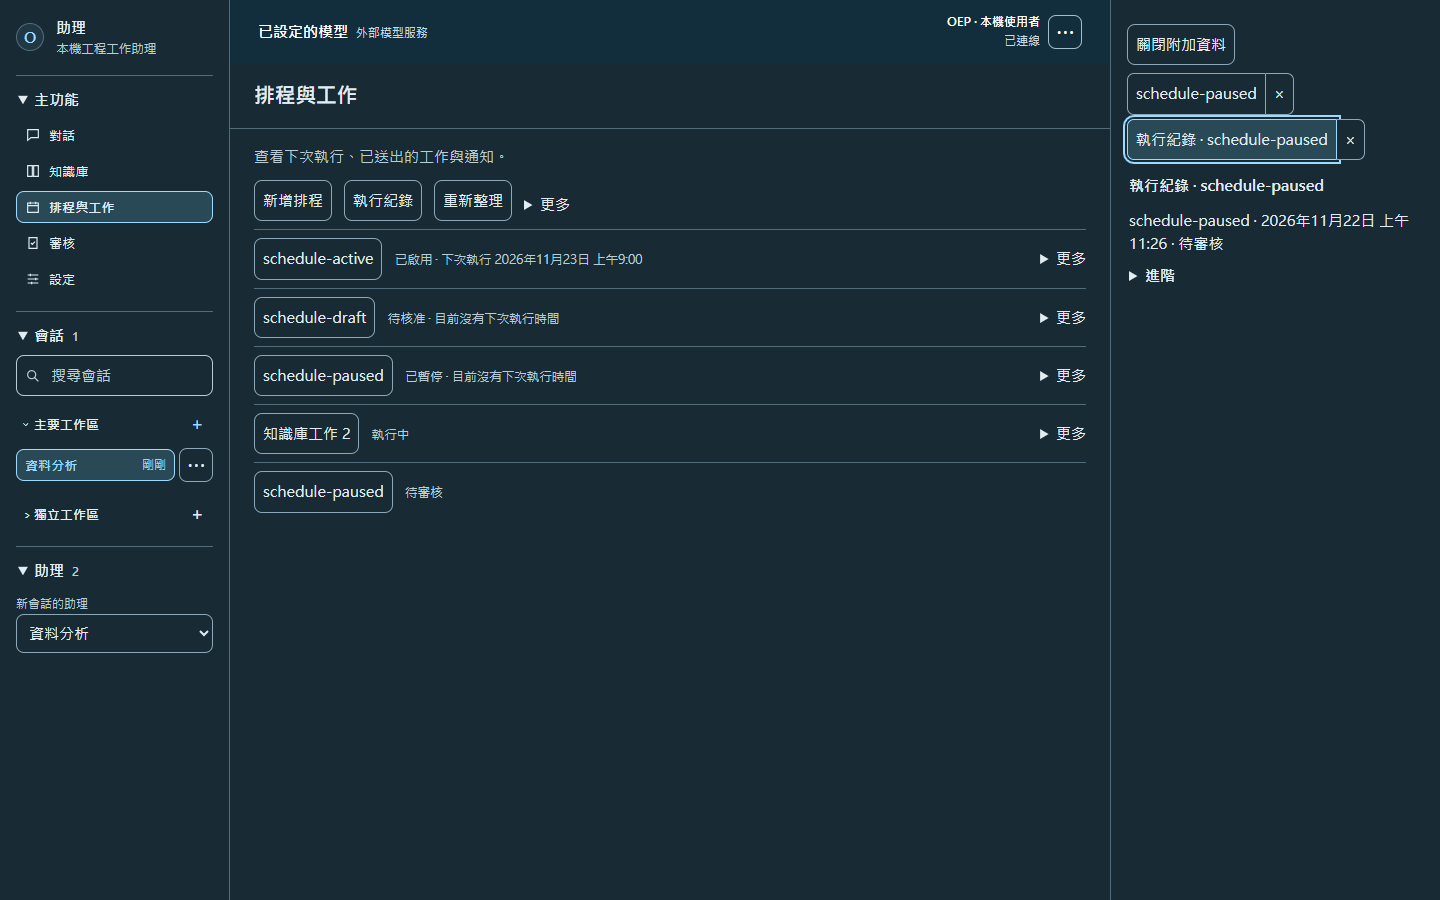 O
助理
本機工程工作助理
▼ 主功能
對話
知識庫
排程與工作
審核
設定
▼ 會話 1
搜尋會話
主要工作區 +
資料分析 剛剛 ...
獨立工作區 +
▼ 助理 2
新會話的助理
資料分析
已設定的模型 外部模型服務
OEP · 本機使用者
已連線
...
排程與工作
查看下次執行、已送出的工作與通知。
新增排程 執行紀錄 重新整理 ▶ 更多
schedule-active 已啟用 · 下次執行 2026年11月23日 上午9:00 ▶ 更多
schedule-draft 待核准 · 目前沒有下次執行時間 ▶ 更多
schedule-paused 已暫停 · 目前沒有下次執行時間 ▶ 更多
知識庫工作 2 執行中 ▶ 更多
schedule-paused 待審核
關閉附加資料
schedule-paused ×
執行紀錄 · schedule-paused ×
執行紀錄 · schedule-paused
schedule-paused · 2026年11月22日 上午
11:26 · 待審核
▶ 進階